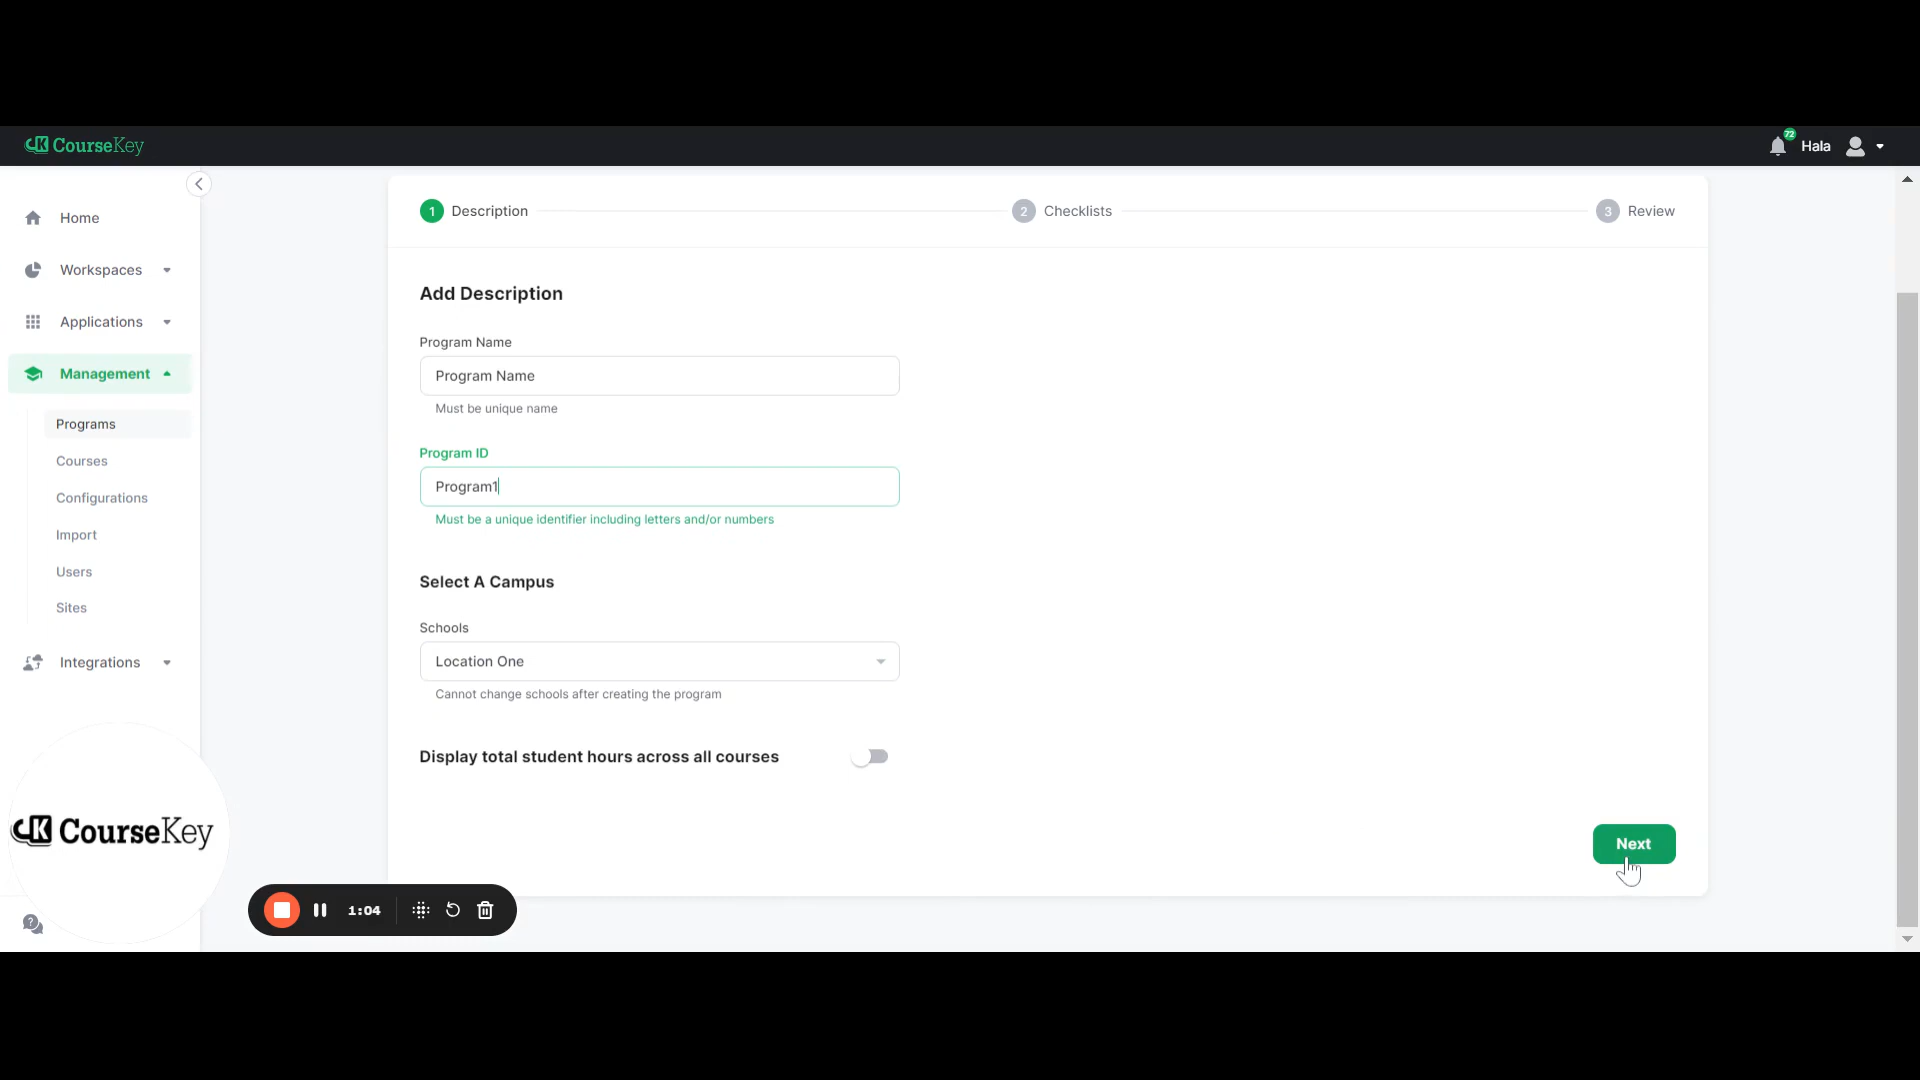 CourseKey
72
Hala
Home
Workspaces
Applications
Management
Programs
Courses
Configurations
Import
Users
Sites
Integrations
1 Description
2 Checklists
3 Review
Add Description
Program Name
Program Name
Must be unique name
Program ID
Program1
Must be a unique identifier including letters and/or numbers
Select A Campus
Schools
Location One
Cannot change schools after creating the program
Display total student hours across all courses
Next
CK CourseKey
1:04
?